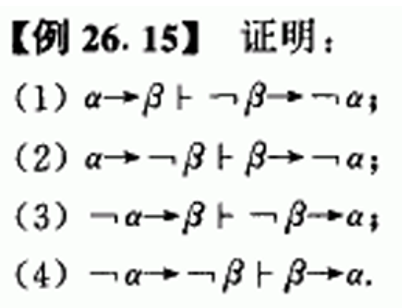 【例 26.15】 证明：
（1）α→β ⊢ ¬β→¬α；
（2）α→¬β ⊢ β→¬α；
（3）¬α→β ⊢ ¬β→α；
（4）¬α→¬β ⊢ β→α.